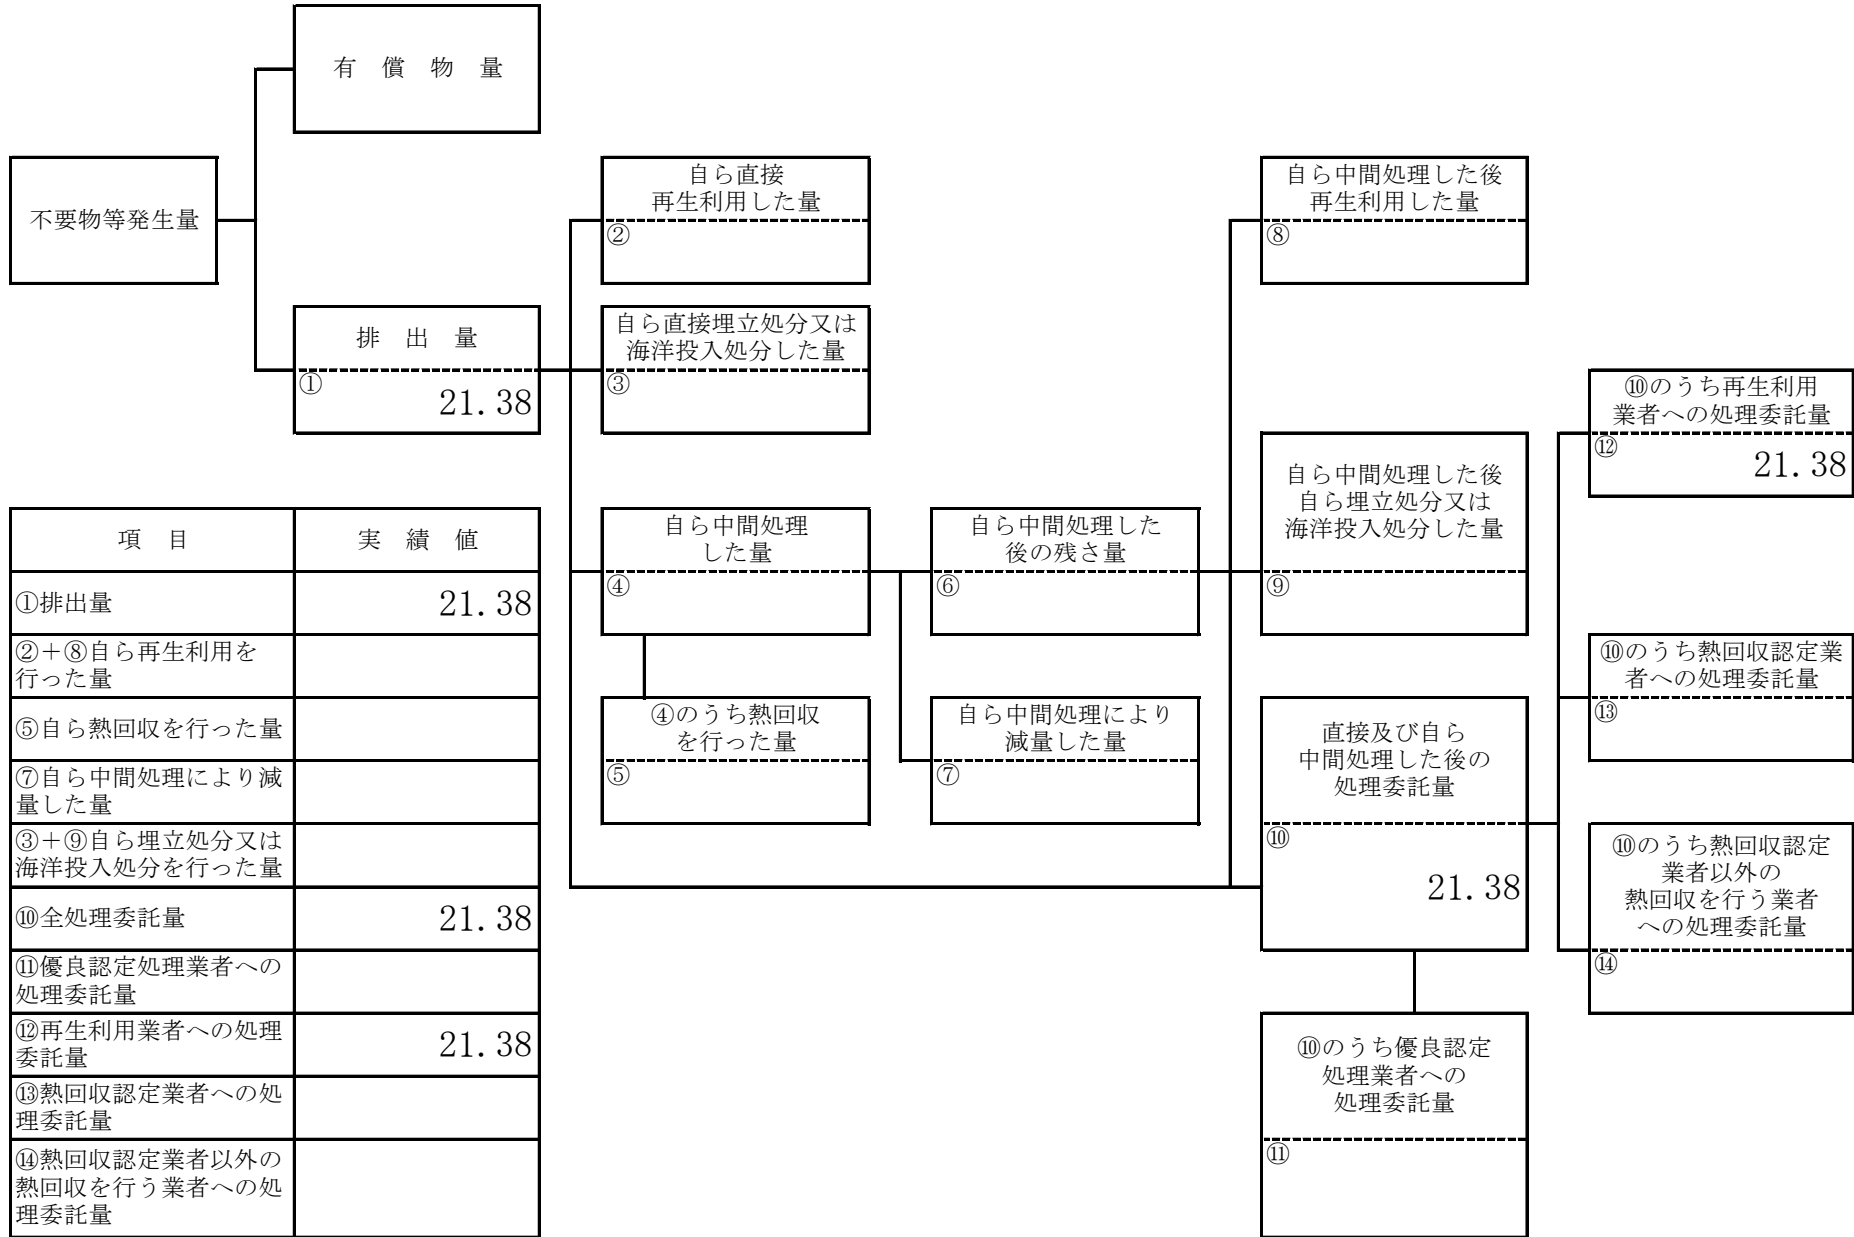 有 償 物 量
不要物等発生量
自ら直接
再生利用した量
②
自ら中間処理した後
再生利用した量
⑧
排 出 量
①
21.38
自ら直接埋立処分又は
海洋投入処分した量
③
⑩のうち再生利用
業者への処理委託量
⑫
21.38
自ら中間処理した後
自ら埋立処分又は
海洋投入処分した量
⑨
自ら中間処理
した量
④
自ら中間処理した
後の残さ量
⑥
⑩のうち熱回収認定業
者への処理委託量
⑬
④のうち熱回収
を行った量
⑤
自ら中間処理により
減量した量
⑦
直接及び自ら
中間処理した後の
処理委託量
⑩
21.38
⑩のうち熱回収認定
業者以外の
熱回収を行う業者
への処理委託量
⑭
⑩のうち優良認定
処理業者への
処理委託量
⑪
項 目 実 績 値
①排出量 21.38
②＋⑧自ら再生利用を
行った量
⑤自ら熱回収を行った量
⑦自ら中間処理により減
量した量
③＋⑨自ら埋立処分又は
海洋投入処分を行った量
⑩全処理委託量 21.38
⑪優良認定処理業者への
処理委託量
⑫再生利用業者への処理
委託量 21.38
⑬熱回収認定業者への処
理委託量
⑭熱回収認定業者以外の
熱回収を行う業者への処
理委託量